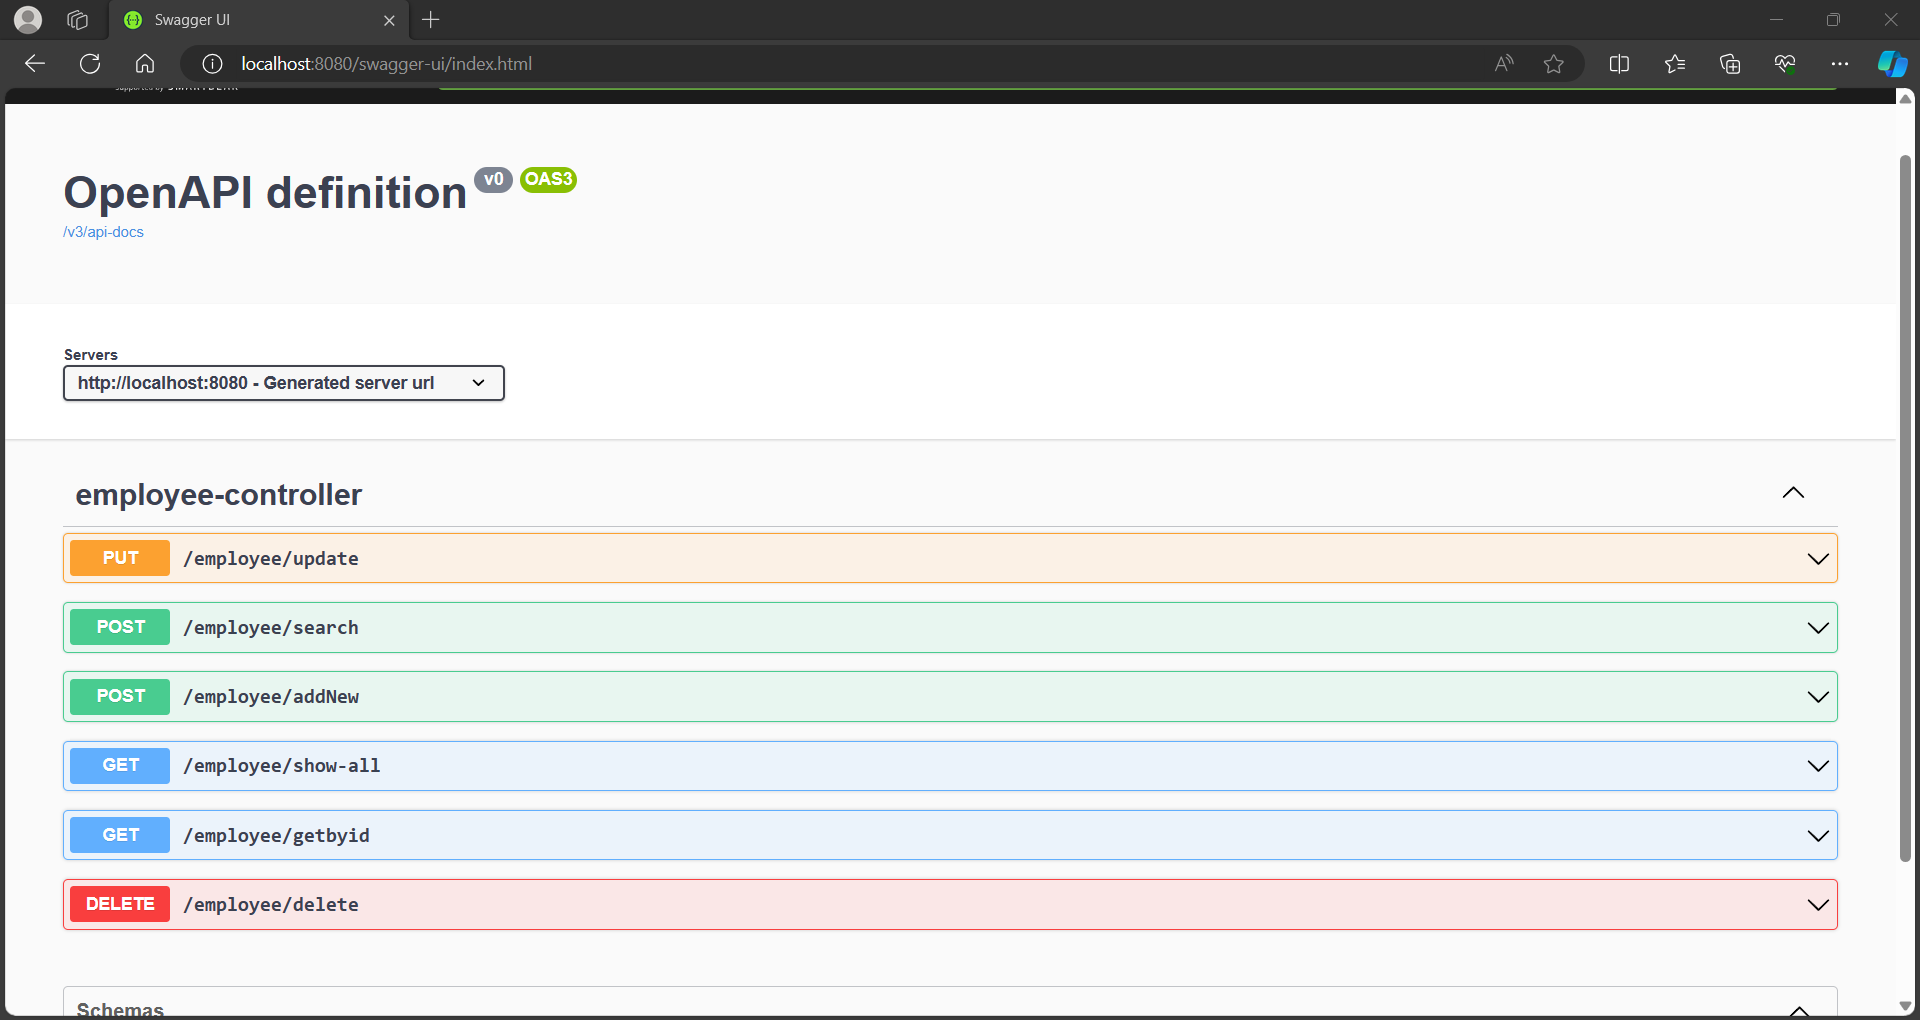 Swagger UI
localhost:8080/swagger-ui/index.html
OpenAPI definition v0 OAS3
/v3/api-docs
Servers
http://localhost:8080 - Generated server url
employee-controller
PUT /employee/update
POST /employee/search
POST /employee/addNew
GET /employee/show-all
GET /employee/getbyid
DELETE /employee/delete
Schemas